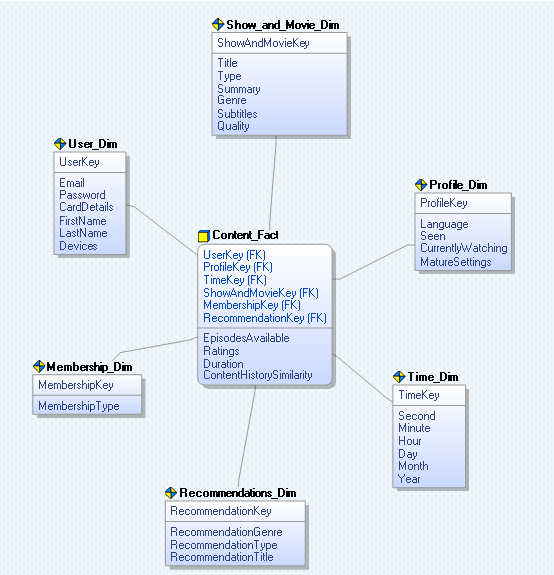 Show_and_Movie_Dim
ShowAndMovieKey
Title
Type
Summary
Genre
Subtitles
Quality
User_Dim
UserKey
Email
Password
CardDetails
FirstName
LastName
Devices
Profile_Dim
ProfileKey
Language
Seen
CurrentlyWatching
MatureSettings
Content_Fact
UserKey (FK)
ProfileKey (FK)
TimeKey (FK)
ShowAndMovieKey (FK)
MembershipKey (FK)
RecommendationKey (FK)
EpisodesAvailable
Ratings
Duration
ContentHistorySimilarity
Membership_Dim
MembershipKey
MembershipType
Time_Dim
TimeKey
Second
Minute
Hour
Day
Month
Year
Recommendations_Dim
RecommendationKey
RecommendationGenre
RecommendationType
RecommendationTitle